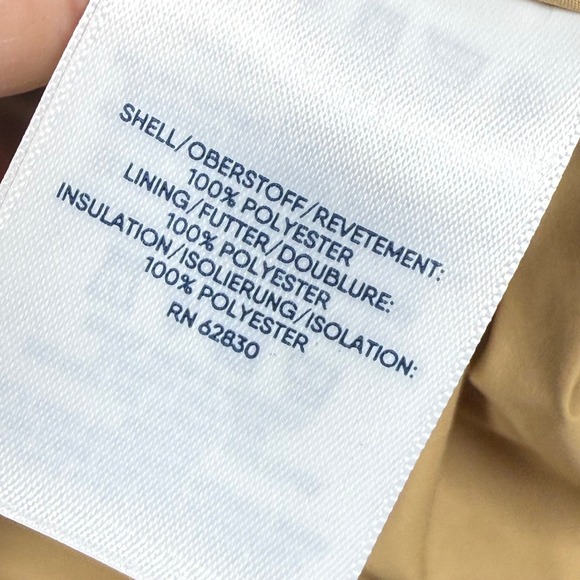 SHELL/OBERSTOFF/REVETEMENT:
100% POLYESTER
LINING/FUTTER/DOUBLURE:
100% POLYESTER
INSULATION/ISOLIERUNG/ISOLATION:
100% POLYESTER
RN 62830